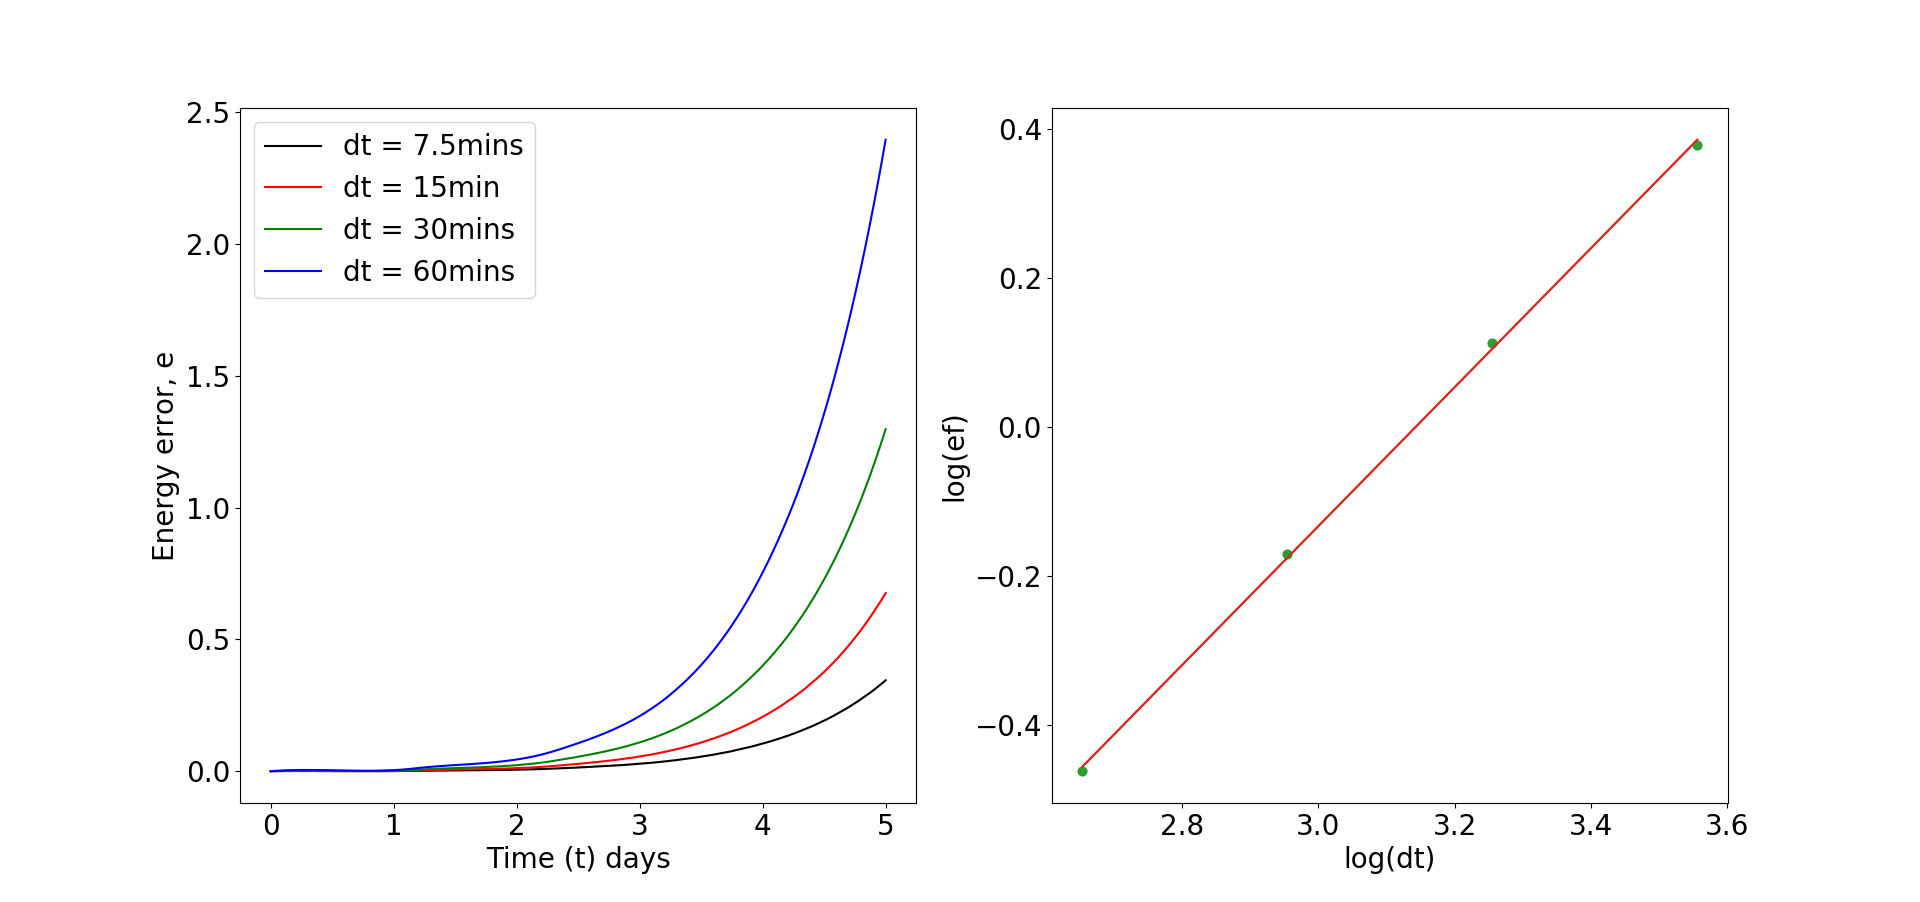 2.5
2.0
1.5
1.0
0.5
0.0
Energy error, e
dt = 7.5mins
dt = 15min
dt = 30mins
dt = 60mins
0 1 2 3 4 5
Time (t) days
0.4
0.2
0.0
−0.2
−0.4
log(ef)
2.8 3.0 3.2 3.4 3.6
log(dt)